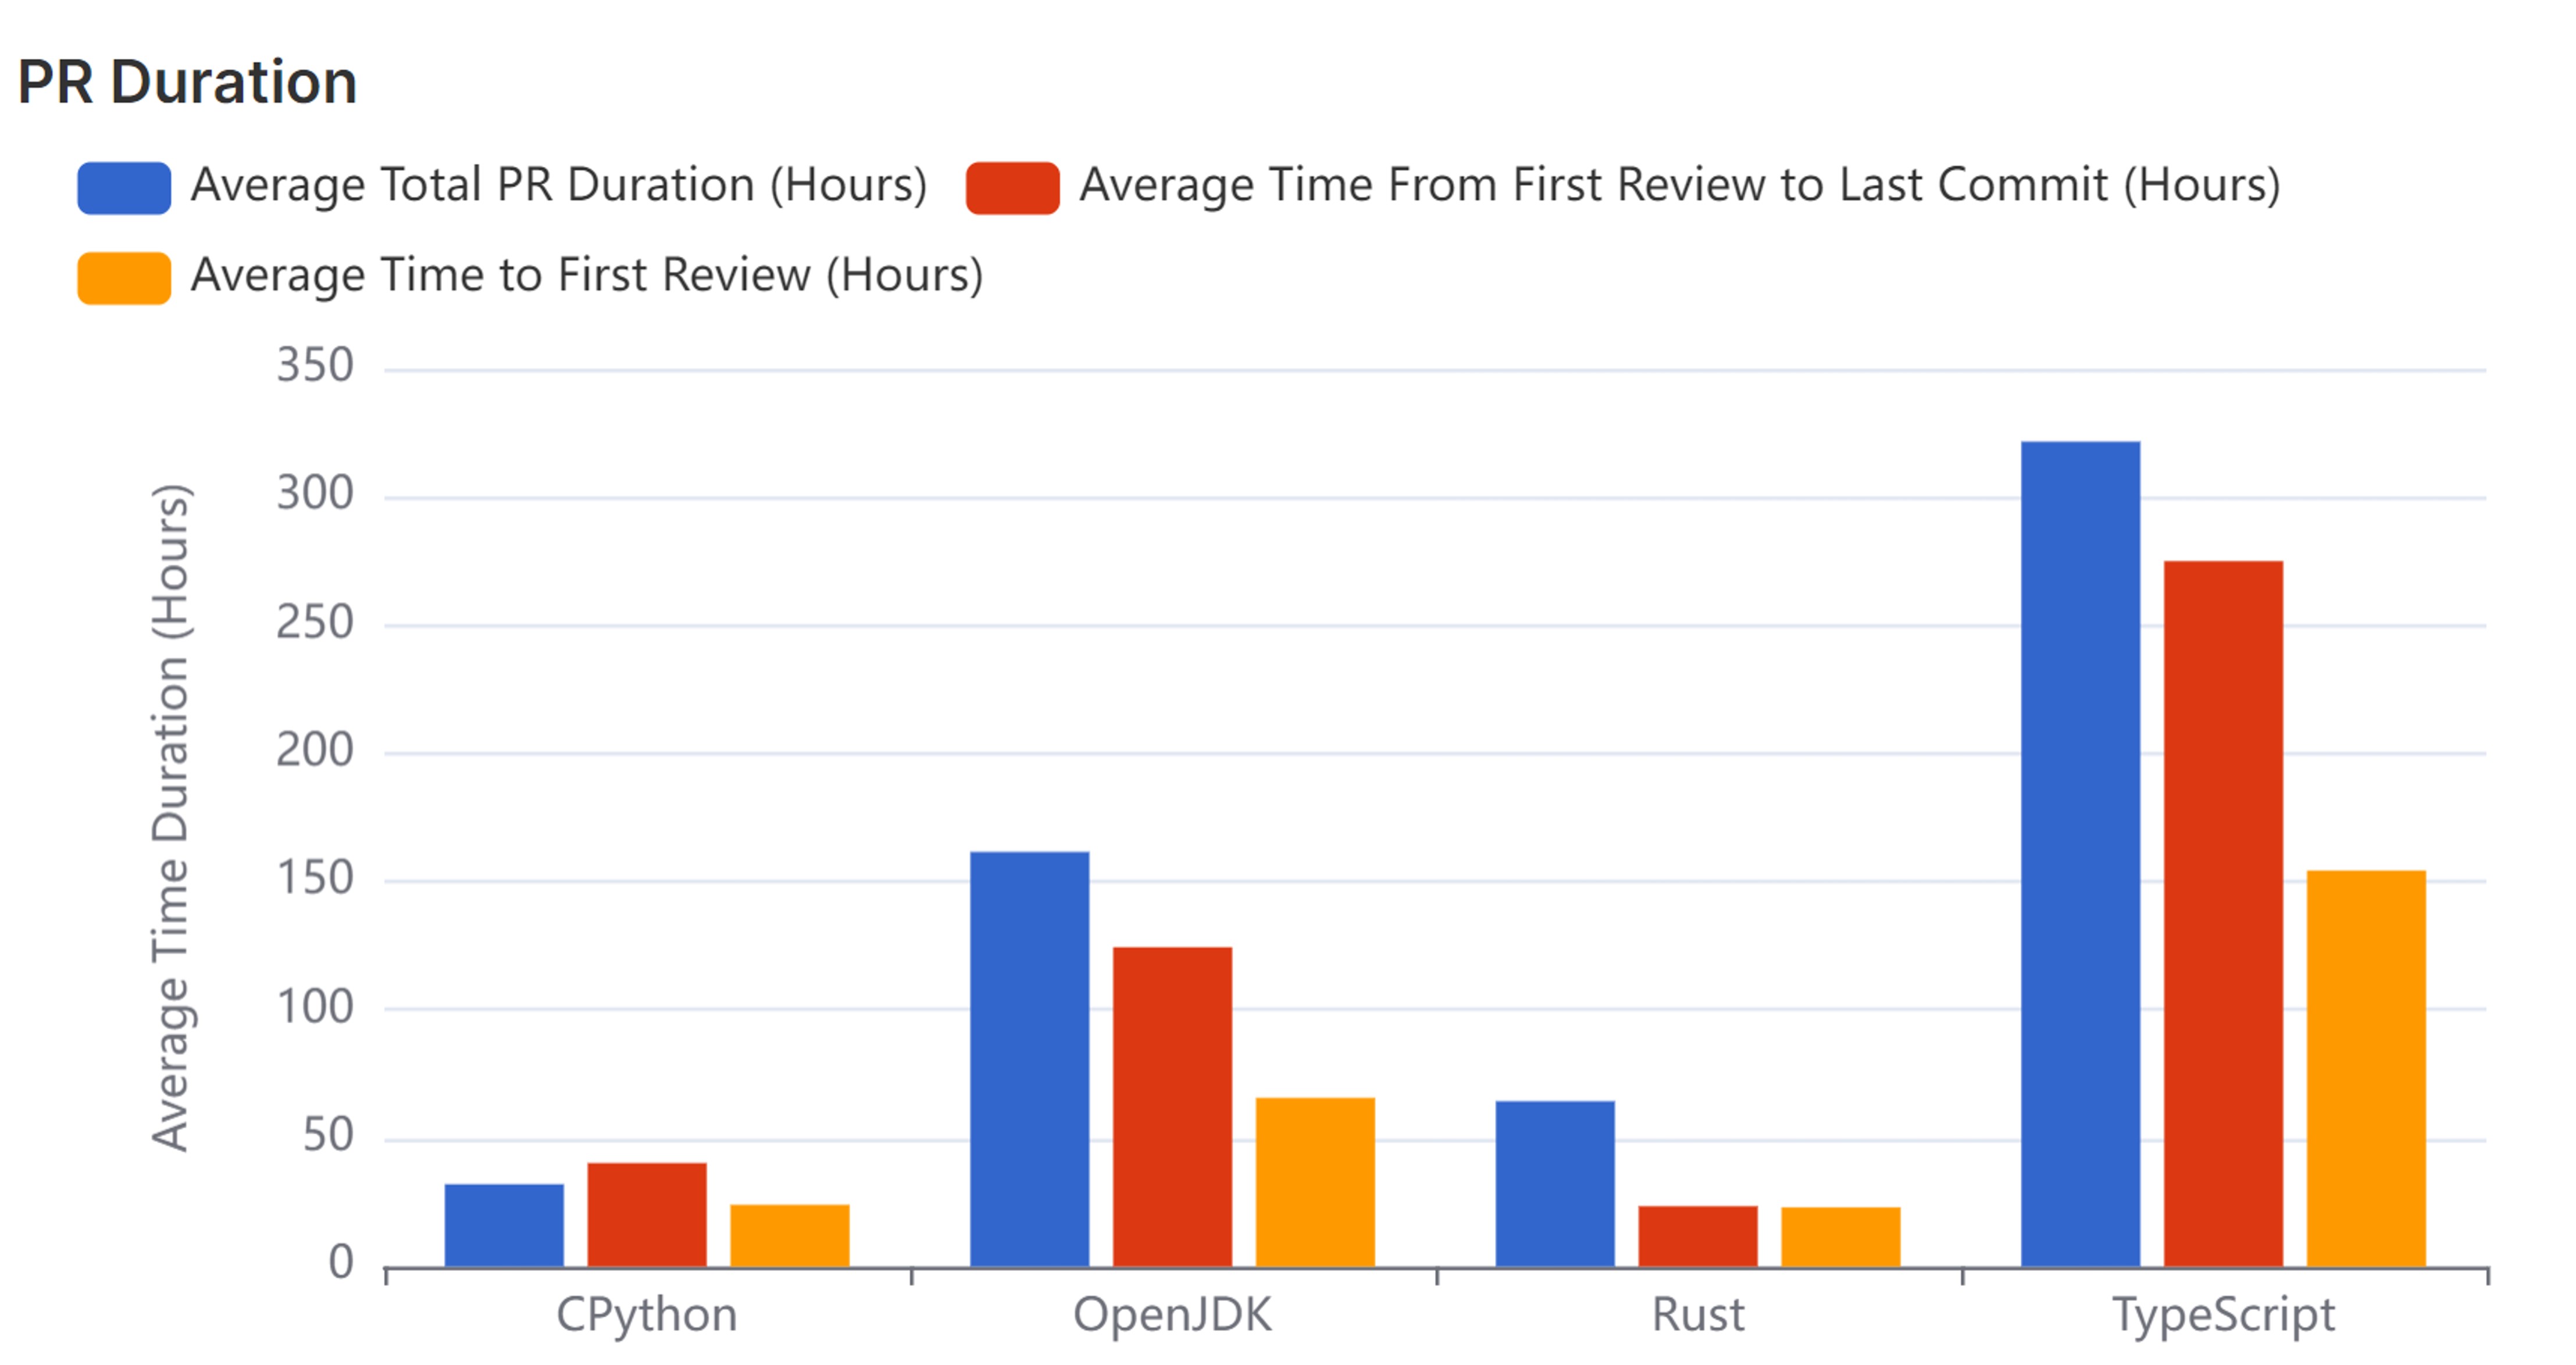 PR Duration
Average Total PR Duration (Hours) Average Time From First Review to Last Commit (Hours)
Average Time to First Review (Hours)
Average Time Duration (Hours)
350
300
250
200
150
100
50
0
CPython OpenJDK Rust TypeScript